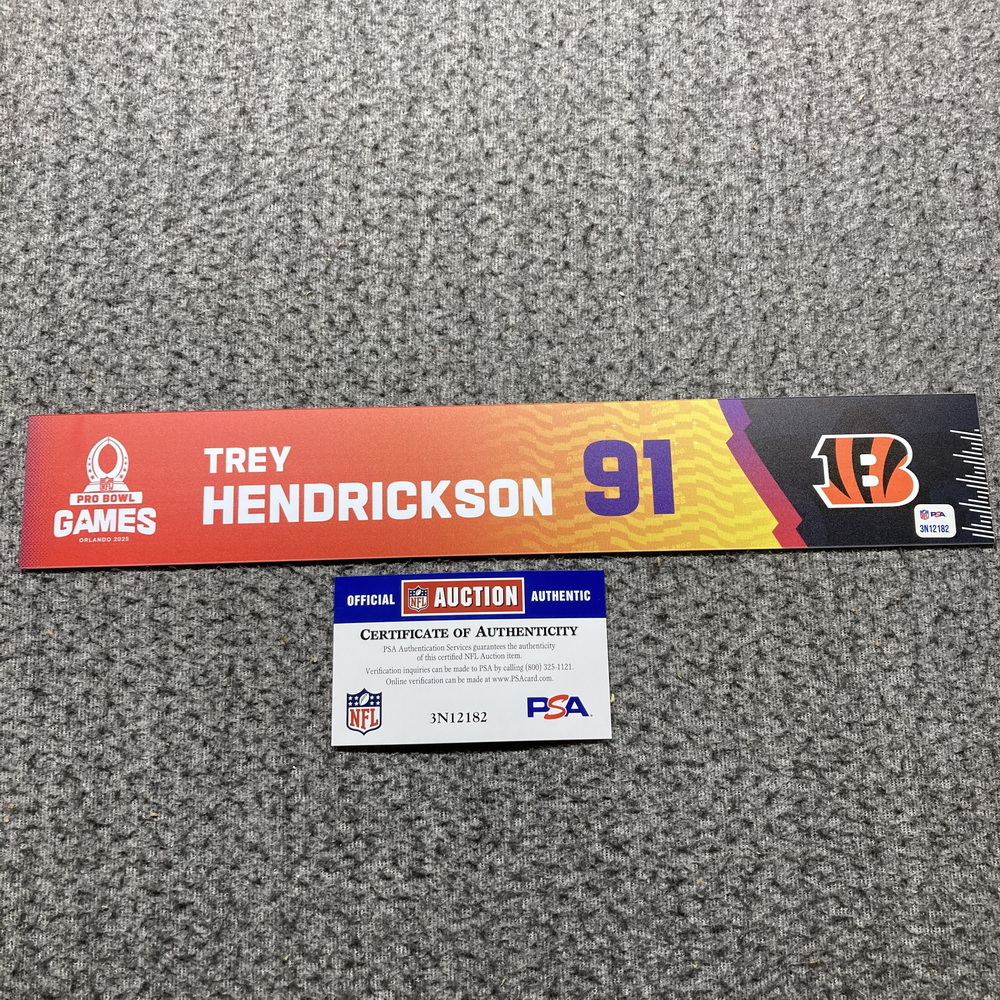 NFL
PRO BOWL
GAMES
ORLANDO 2025
TREY
HENDRICKSON
91
B
NFL PSA
3N12182
OFFICIAL NFL AUCTION AUTHENTIC
CERTIFICATE OF AUTHENTICITY
PSA Authentication Services guarantees the authenticity
of this certified NFL Auction item.
Verification inquiries can be made to PSA by calling (800) 325-1121.
Online verification can be made at www.PSAcard.com.
NFL
3N12182
PSA